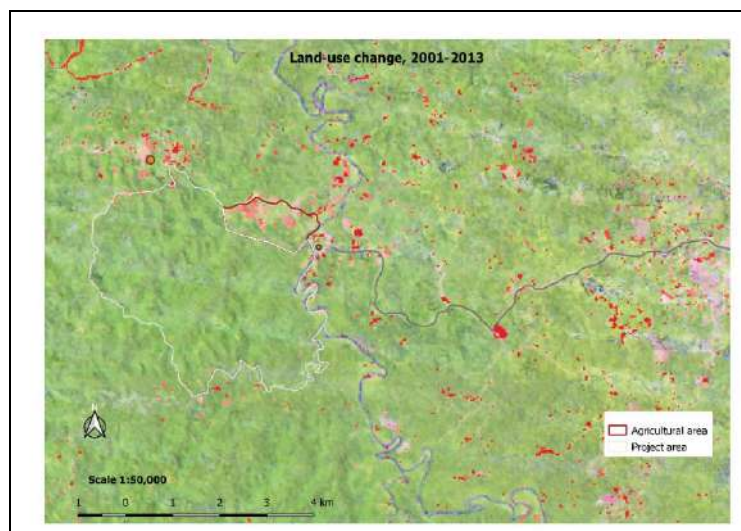 Land-use change, 2001-2013
Agricultural area
Project area
Scale 1:50,000
1 0 1 2 3 4 km